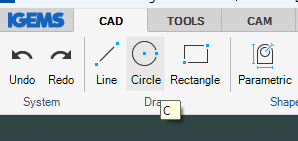 IGEMS CAD TOOLS CAM
Undo Redo Line Circle Rectangle Parametric
System Dra Shape
C